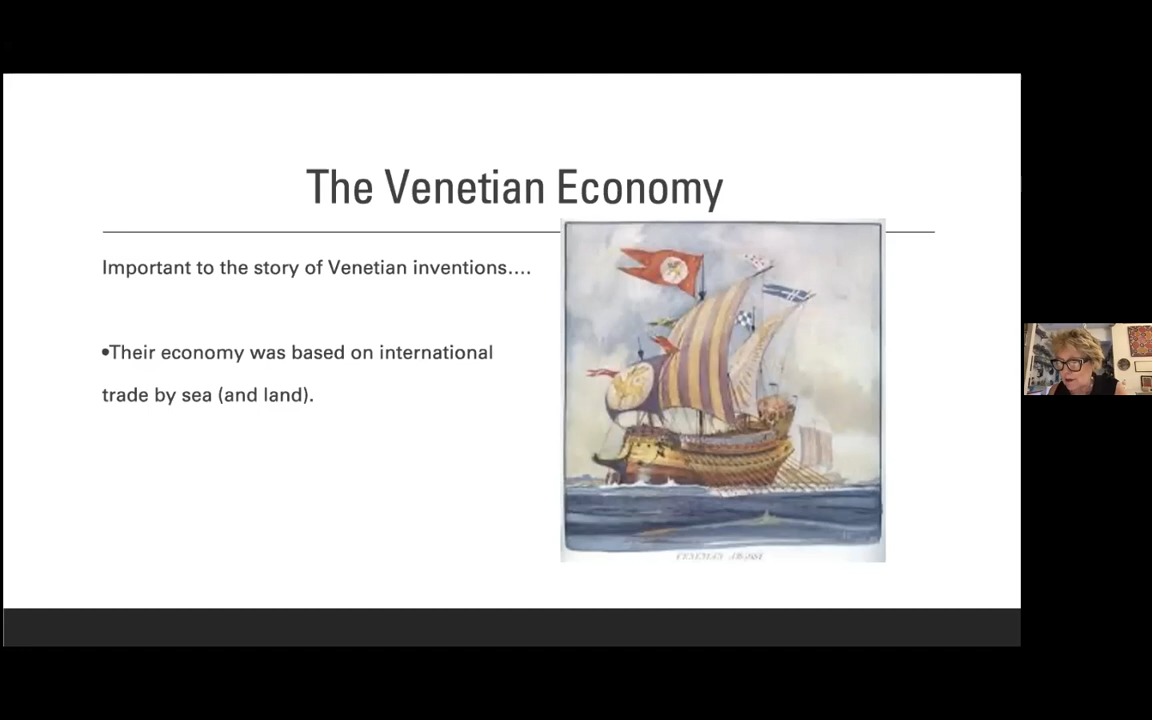 The Venetian Economy
Important to the story of Venetian inventions....
•Their economy was based on international
trade by sea (and land).